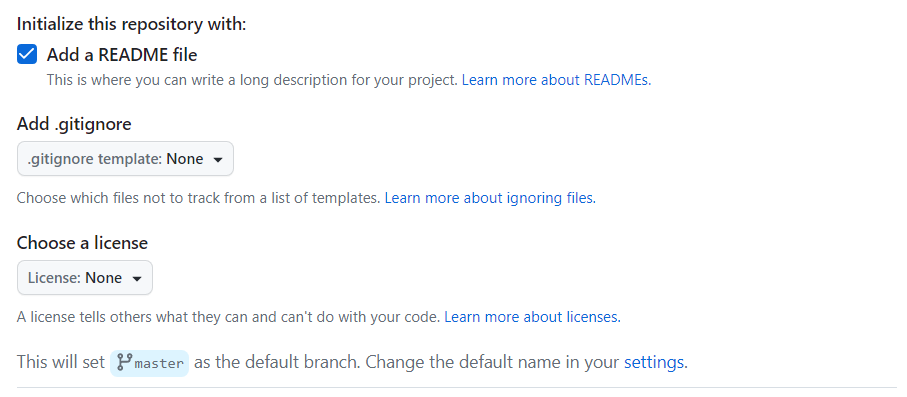 Initialize this repository with:
Add a README file
This is where you can write a long description for your project. Learn more about READMEs.
Add .gitignore
.gitignore template: None
Choose which files not to track from a list of templates. Learn more about ignoring files.
Choose a license
License: None
A license tells others what they can and can't do with your code. Learn more about licenses.
This will set master as the default branch. Change the default name in your settings.